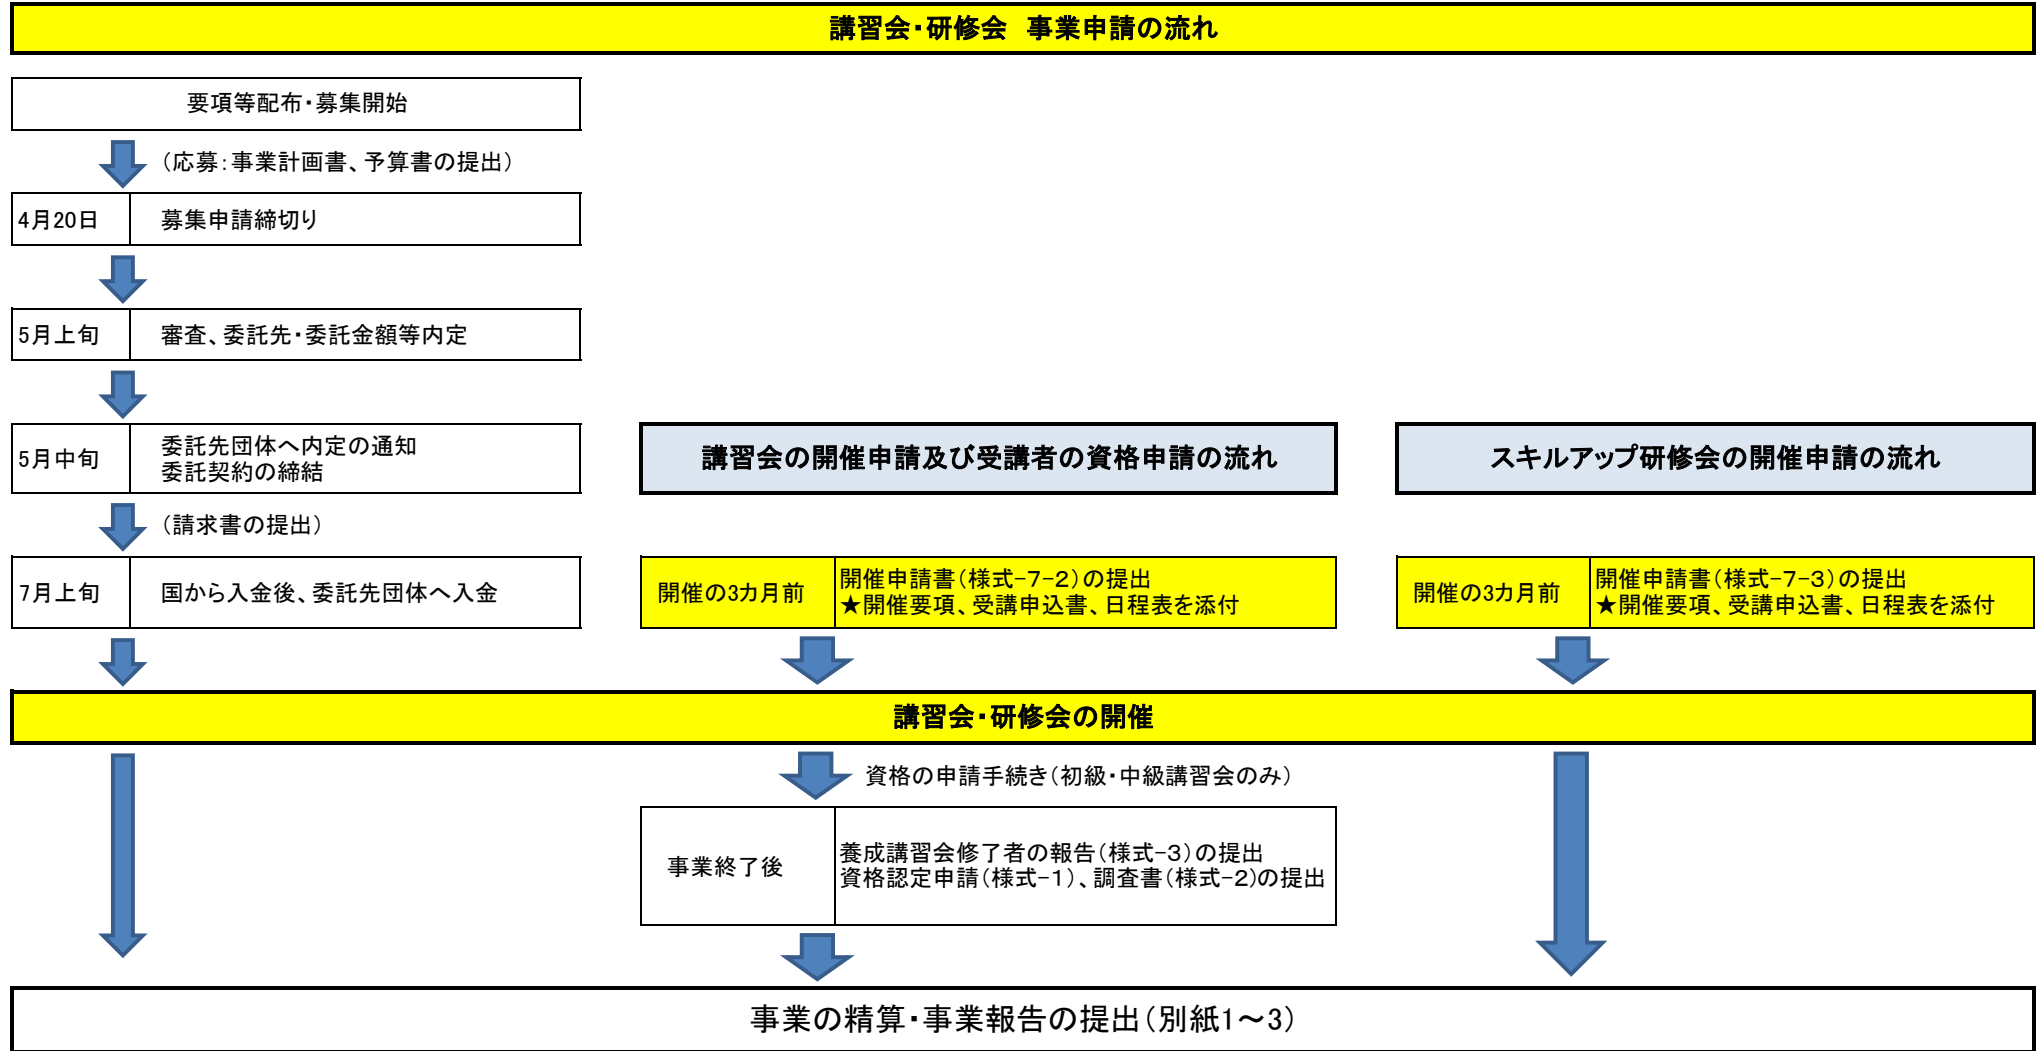 講習会・研修会　事業申請の流れ
要項等配布・募集開始
（応募：事業計画書、予算書の提出）
4月20日　募集申請締切り
5月上旬　審査、委託先・委託金額等内定
5月中旬　委託先団体へ内定の通知
委託契約の締結
（請求書の提出）
7月上旬　国から入金後、委託先団体へ入金
講習会の開催申請及び受講者の資格申請の流れ
開催の3カ月前　開催申請書（様式-7-2）の提出
★開催要項、受講申込書、日程表を添付
スキルアップ研修会の開催申請の流れ
開催の3カ月前　開催申請書（様式-7-3）の提出
★開催要項、受講申込書、日程表を添付
講習会・研修会の開催
資格の申請手続き（初級・中級講習会のみ）
事業終了後　養成講習会修了者の報告（様式-3）の提出
資格認定申請（様式-1）、調査書（様式-2)の提出
事業の精算・事業報告の提出（別紙1～3）